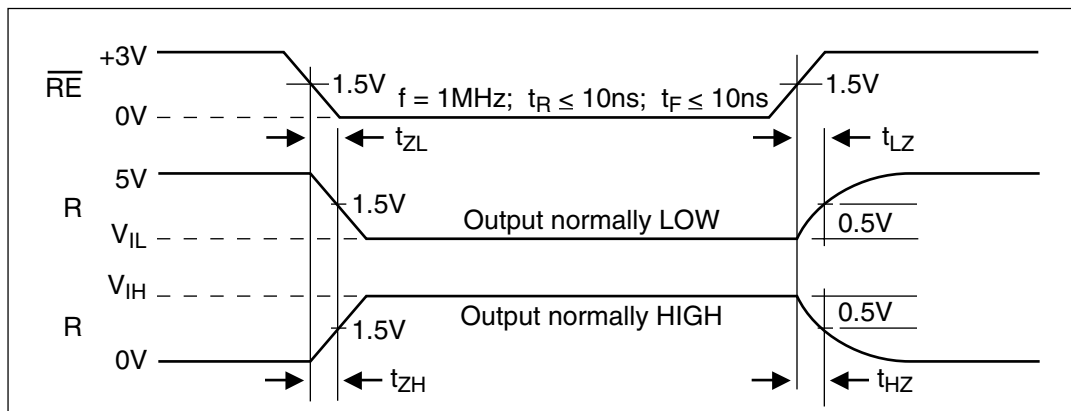 +3V
R̅E̅
1.5V
f = 1MHz; tR ≤ 10ns; tF ≤ 10ns
1.5V
0V
tZL
tLZ
5V
R
1.5V
Output normally LOW
0.5V
VIL
VIH
R
1.5V
Output normally HIGH
0.5V
0V
tZH
tHZ